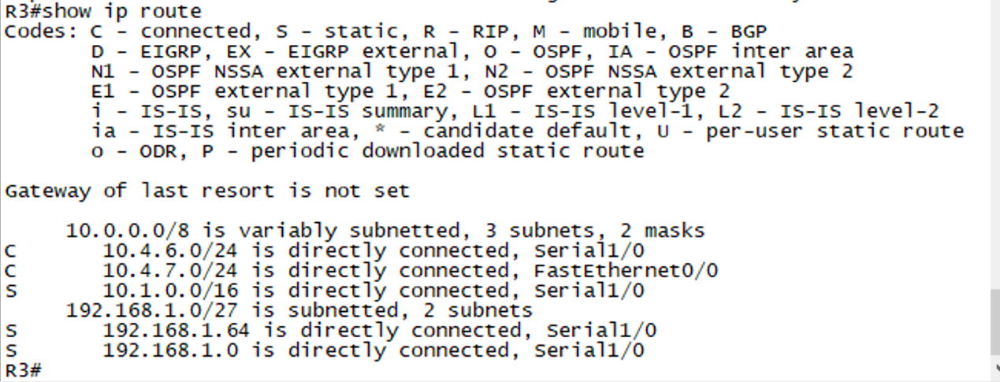 R3#show ip route
Codes: C - connected, S - static, R - RIP, M - mobile, B - BGP
D - EIGRP, EX - EIGRP external, O - OSPF, IA - OSPF inter area
N1 - OSPF NSSA external type 1, N2 - OSPF NSSA external type 2
E1 - OSPF external type 1, E2 - OSPF external type 2
i - IS-IS, su - IS-IS summary, L1 - IS-IS level-1, L2 - IS-IS level-2
ia - IS-IS inter area, * - candidate default, U - per-user static route
o - ODR, P - periodic downloaded static route
Gateway of last resort is not set
10.0.0.0/8 is variably subnetted, 3 subnets, 2 masks
C 10.4.6.0/24 is directly connected, Serial1/0
C 10.4.7.0/24 is directly connected, FastEthernet0/0
S 10.1.0.0/16 is directly connected, Serial1/0
192.168.1.0/27 is subnetted, 2 subnets
S 192.168.1.64 is directly connected, Serial1/0
S 192.168.1.0 is directly connected, Serial1/0
R3#